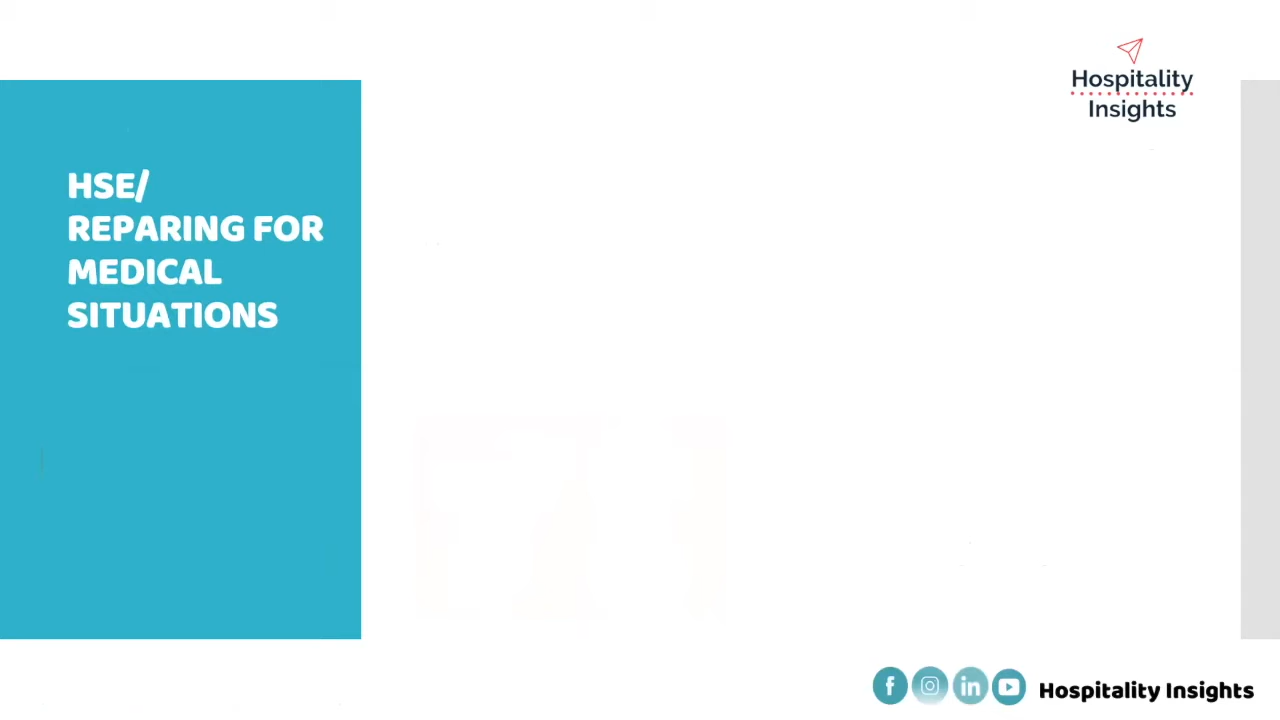 Hospitality
Insights
HSE/
REPARING FOR
MEDICAL
SITUATIONS
Hospitality Insights